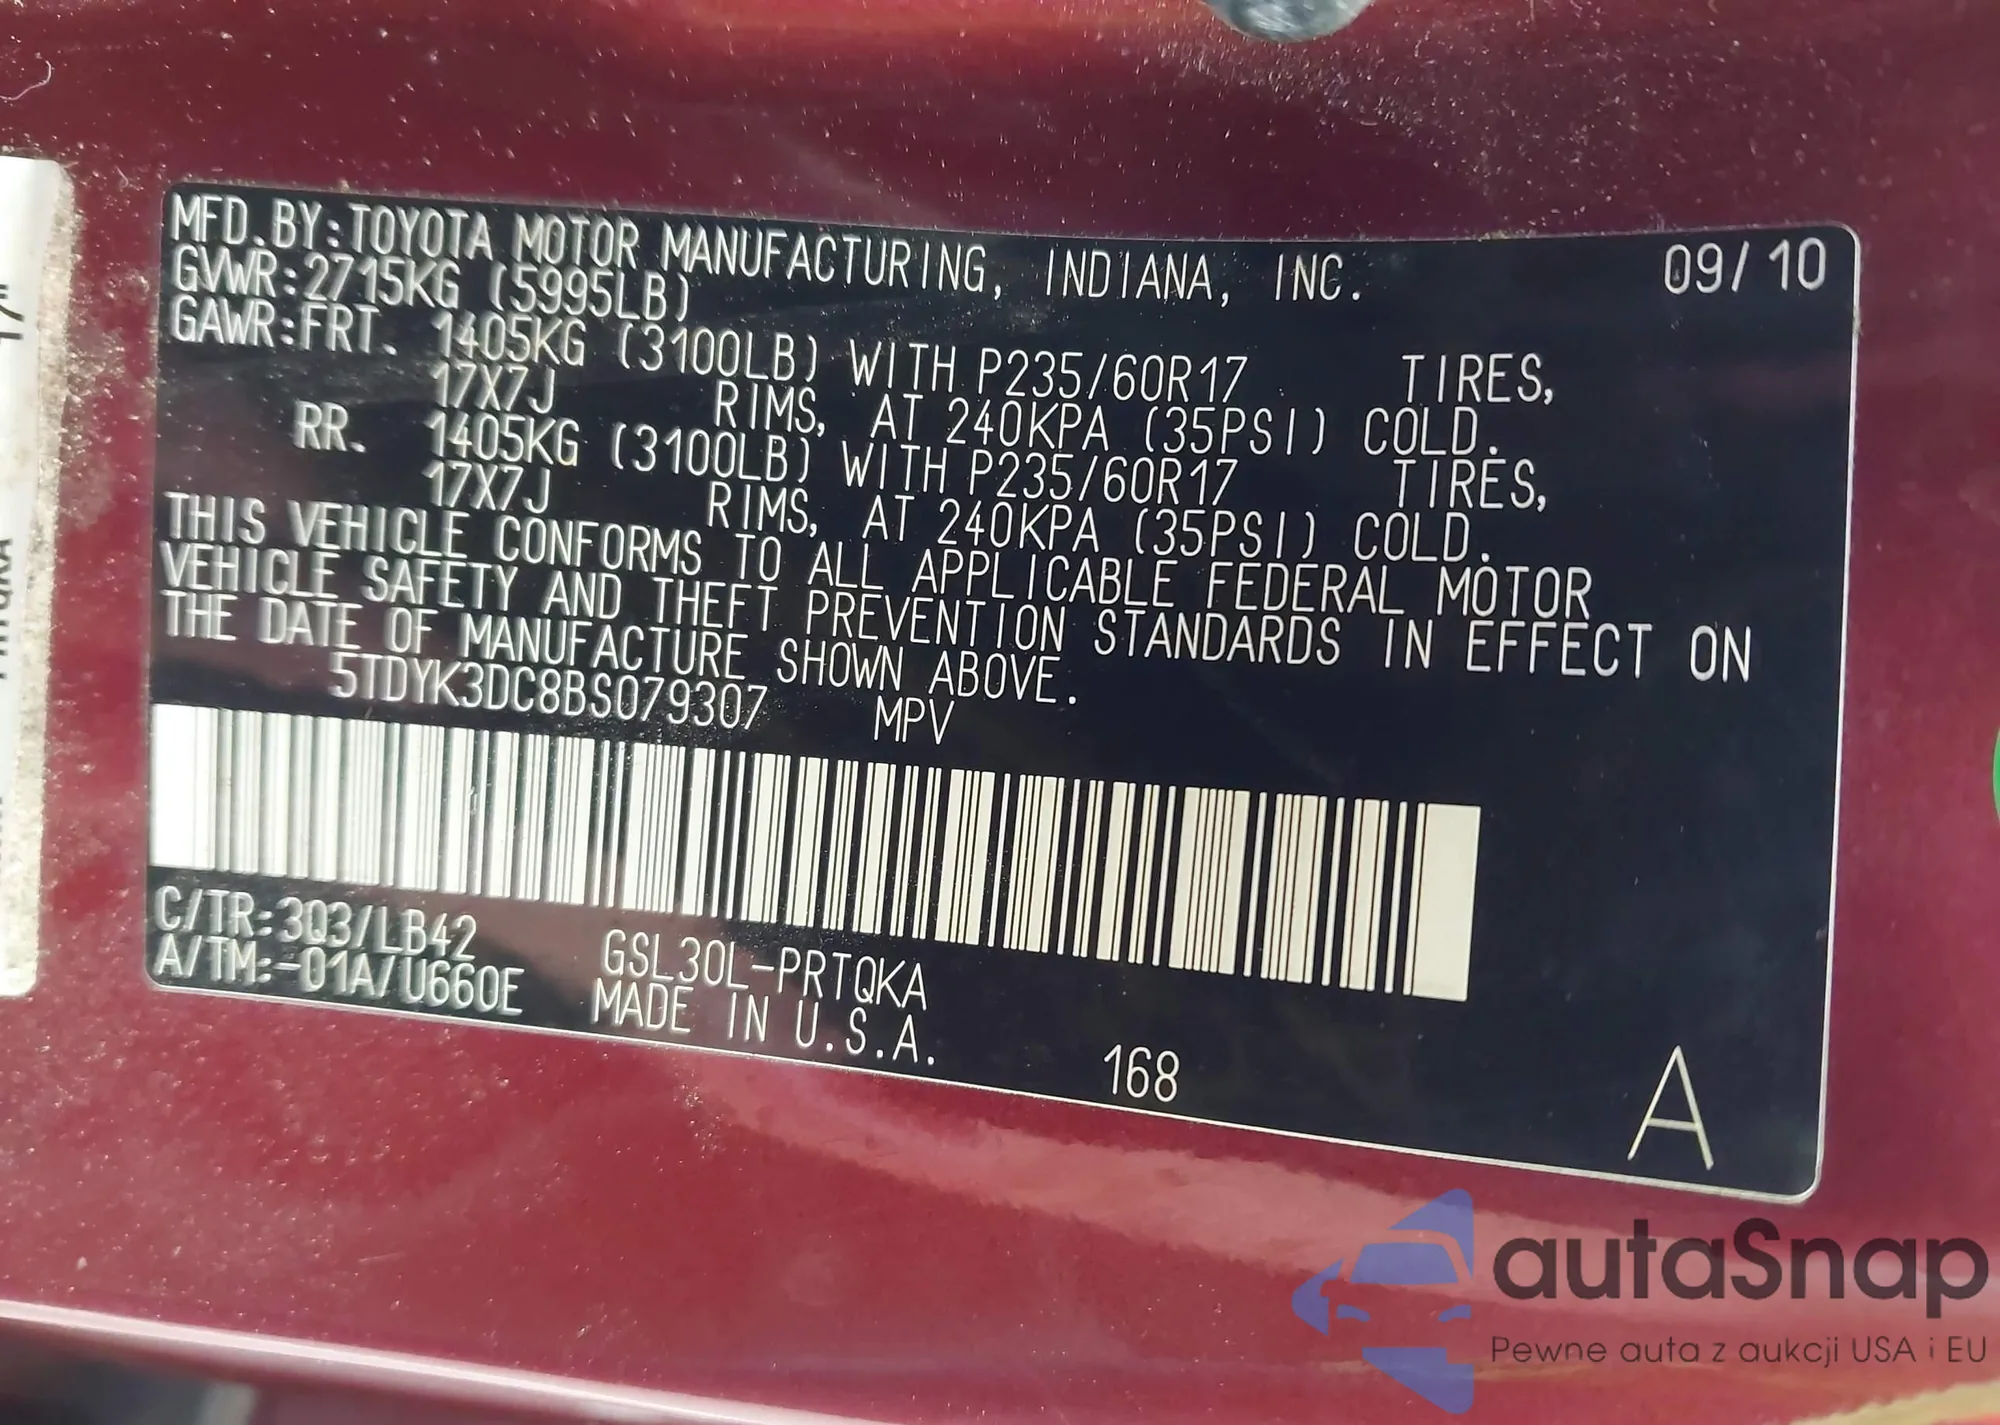 MFD.BY:TOYOTA MOTOR MANUFACTURING, INDIANA, INC. 09/10
GVWR:2715KG (5995LB)
GAWR:FRT. 1405KG (3100LB) WITH P235/60R17 TIRES,
17X7J RIMS, AT 240KPA (35PSI) COLD.
RR. 1405KG (3100LB) WITH P235/60R17 TIRES,
17X7J RIMS, AT 240KPA (35PSI) COLD.
THIS VEHICLE CONFORMS TO ALL APPLICABLE FEDERAL MOTOR
VEHICLE SAFETY AND THEFT PREVENTION STANDARDS IN EFFECT ON
THE DATE OF MANUFACTURE SHOWN ABOVE.
5TDYK3DC8BS079307 MPV
C/TR:3Q3/LB42 GSL30L-PRTQKA
A/TM:-01A/U660E MADE IN U.S.A.
168 A
autaSnap
Pewne auta z aukcji USA i EU